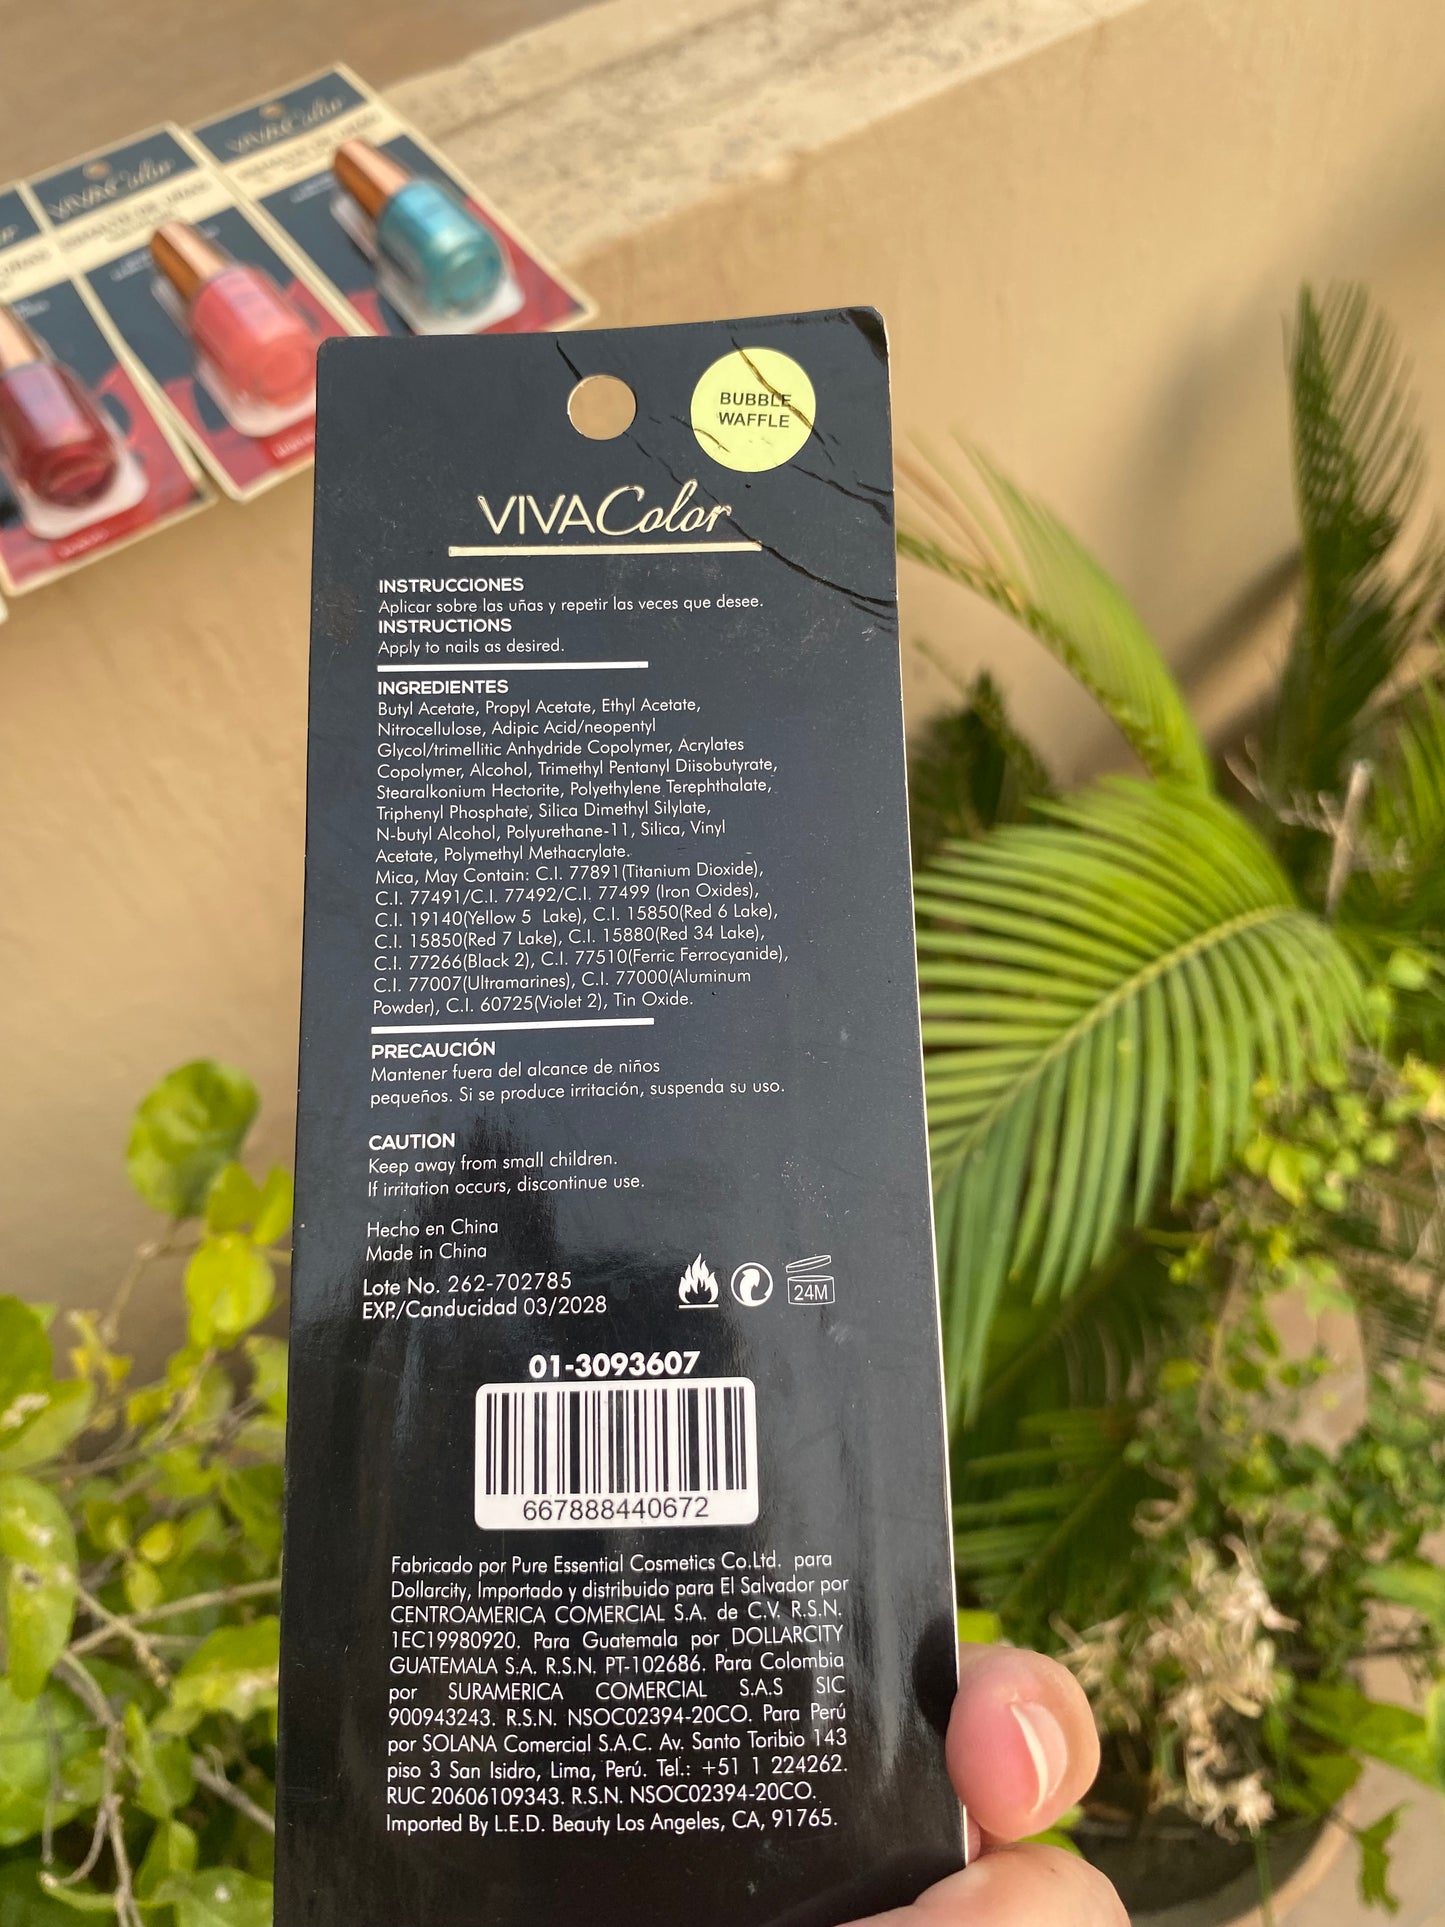 VIVAColor
VIVAColor
BUBBLE
WAFFLE
VIVAColor
INSTRUCCIONES
Aplicar sobre las uñas y repetir las veces que desee.
INSTRUCTIONS
Apply to nails as desired.
INGREDIENTES
Butyl Acetate, Propyl Acetate, Ethyl Acetate,
Nitrocellulose, Adipic Acid/neopentyl
Glycol/trimellitic Anhydride Copolymer, Acrylates
Copolymer, Alcohol, Trimethyl Pentanyl Diisobutyrate,
Stearalkonium Hectorite, Polyethylene Terephthalate,
Triphenyl Phosphate, Silica Dimethyl Silylate,
N-butyl Alcohol, Polyurethane-11, Silica, Vinyl
Acetate, Polymethyl Methacrylate.
Mica, May Contain: C.I. 77891(Titanium Dioxide),
C.I. 77491/C.I. 77492/C.I. 77499 (Iron Oxides),
C.I. 19140(Yellow 5 Lake), C.I. 15850(Red 6 Lake),
C.I. 15850(Red 7 Lake), C.I. 15880(Red 34 Lake),
C.I. 77266(Black 2), C.I. 77510(Ferric Ferrocyanide),
C.I. 77007(Ultramarines), C.I. 77000(Aluminum
Powder), C.I. 60725(Violet 2), Tin Oxide.
PRECAUCIÓN
Mantener fuera del alcance de niños
pequeños. Si se produce irritación, suspenda su uso.
CAUTION
Keep away from small children.
If irritation occurs, discontinue use.
Hecho en China
Made in China
Lote No. 262-702785
EXP./Canducidad 03/2028
24M
01-3093607
667888440672
Fabricado por Pure Essential Cosmetics Co.Ltd. para
Dollarcity, Importado y distribuido para El Salvador por
CENTROAMERICA COMERCIAL S.A. de C.V. R.S.N.
1EC19980920. Para Guatemala por DOLLARCITY
GUATEMALA S.A. R.S.N. PT-102686. Para Colombia
por SURAMERICA COMERCIAL S.A.S SIC
900943243. R.S.N. NSOC02394-20CO. Para Perú
por SOLANA Comercial S.A.C. Av. Santo Toribio 143
piso 3 San Isidro, Lima, Perú. Tel.: +51 1 224262.
RUC 20606109343. R.S.N. NSOC02394-20CO.
Imported By L.E.D. Beauty Los Angeles, CA, 91765.